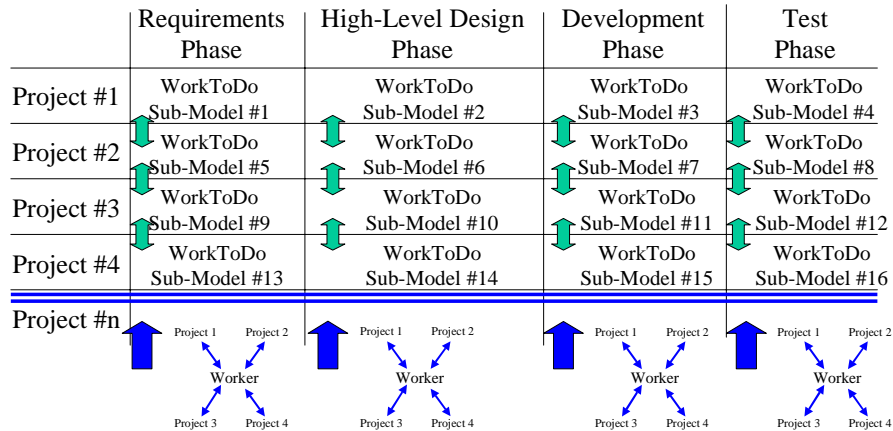 Requirements Phase
High-Level Design Phase
Development Phase
Test Phase
Project #1
WorkToDo Sub-Model #1
WorkToDo Sub-Model #2
WorkToDo Sub-Model #3
WorkToDo Sub-Model #4
Project #2
WorkToDo Sub-Model #5
WorkToDo Sub-Model #6
WorkToDo Sub-Model #7
WorkToDo Sub-Model #8
Project #3
WorkToDo Sub-Model #9
WorkToDo Sub-Model #10
WorkToDo Sub-Model #11
WorkToDo Sub-Model #12
Project #4
WorkToDo Sub-Model #13
WorkToDo Sub-Model #14
WorkToDo Sub-Model #15
WorkToDo Sub-Model #16
Project #n
Project 1 Project 2
Worker
Project 3 Project 4
Project 1 Project 2
Worker
Project 3 Project 4
Project 1 Project 2
Worker
Project 3 Project 4
Project 1 Project 2
Worker
Project 3 Project 4